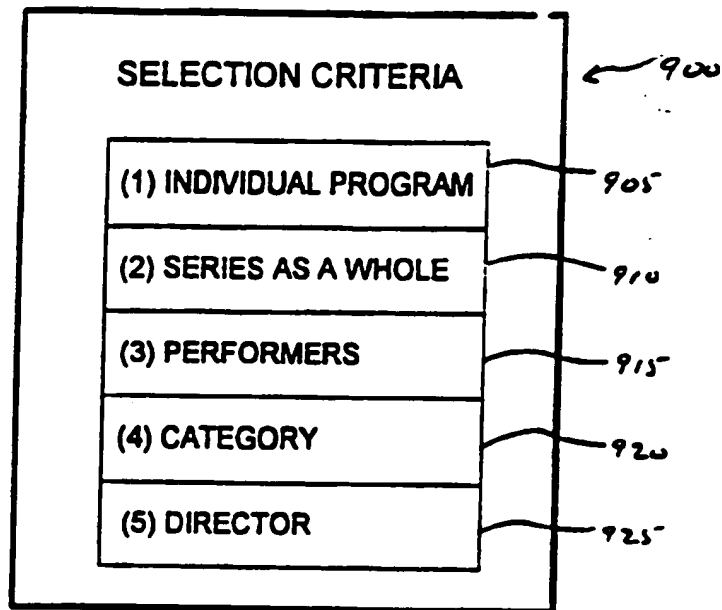 SELECTION CRITERIA
900
(1) INDIVIDUAL PROGRAM
905
(2) SERIES AS A WHOLE
910
(3) PERFORMERS
915
(4) CATEGORY
920
(5) DIRECTOR
925